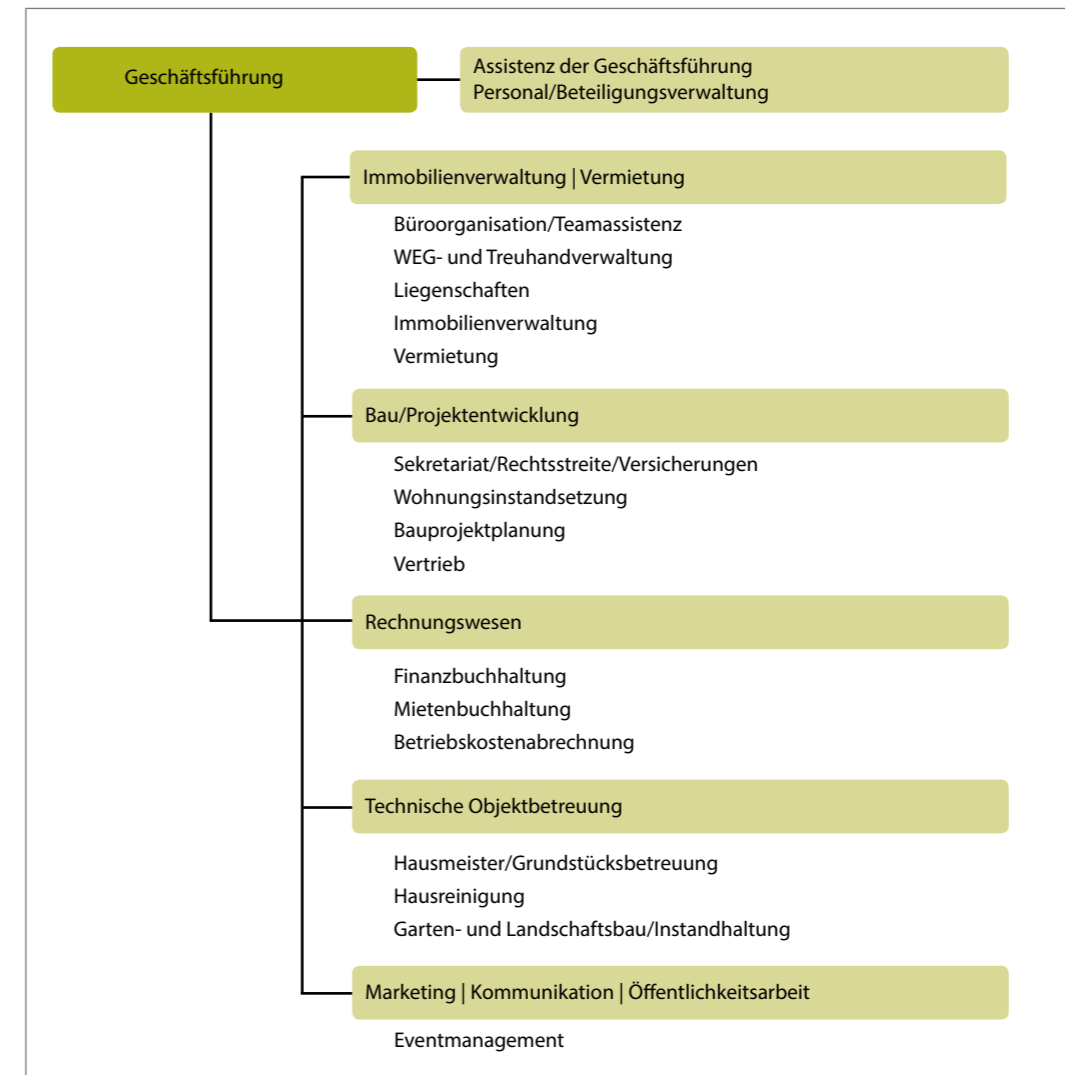 Geschäftsführung
Assistenz der Geschäftsführung
Personal/Beteiligungsverwaltung
Immobilienverwaltung | Vermietung
Büroorganisation/Teamassistenz
WEG- und Treuhandverwaltung
Liegenschaften
Immobilienverwaltung
Vermietung
Bau/Projektentwicklung
Sekretariat/Rechtsstreite/Versicherungen
Wohnungsinstandsetzung
Bauprojektplanung
Vertrieb
Rechnungswesen
Finanzbuchhaltung
Mietenbuchhaltung
Betriebskostenabrechnung
Technische Objektbetreuung
Hausmeister/Grundstücksbetreuung
Hausreinigung
Garten- und Landschaftsbau/Instandhaltung
Marketing | Kommunikation | Öffentlichkeitsarbeit
Eventmanagement